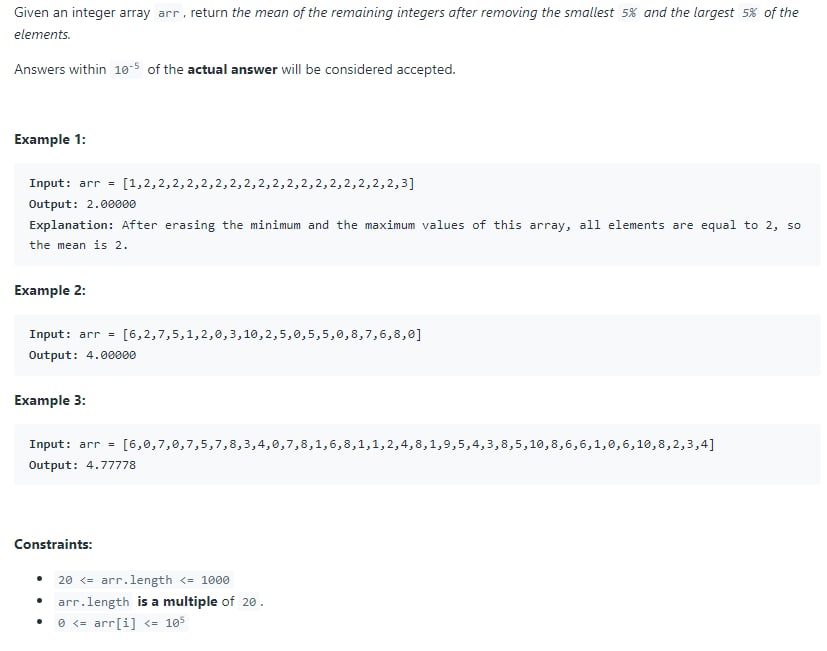 Given an integer array arr, return the mean of the remaining integers after removing the smallest 5% and the largest 5% of the
elements.
Answers within 10-5 of the actual answer will be considered accepted.
Example 1:
Input: arr = [1,2,2,2,2,2,2,2,2,2,2,2,2,2,2,2,2,2,2,3]
Output: 2.00000
Explanation: After erasing the minimum and the maximum values of this array, all elements are equal to 2, so
the mean is 2.
Example 2:
Input: arr = [6,2,7,5,1,2,0,3,10,2,5,0,5,5,0,8,7,6,8,0]
Output: 4.00000
Example 3:
Input: arr = [6,0,7,0,7,5,7,8,3,4,0,7,8,1,6,8,1,1,2,4,8,1,9,5,4,3,8,5,10,8,6,6,1,0,6,10,8,2,3,4]
Output: 4.77778
Constraints:
• 20 <= arr.length <= 1000
• arr.length is a multiple of 20.
• 0 <= arr[i] <= 105